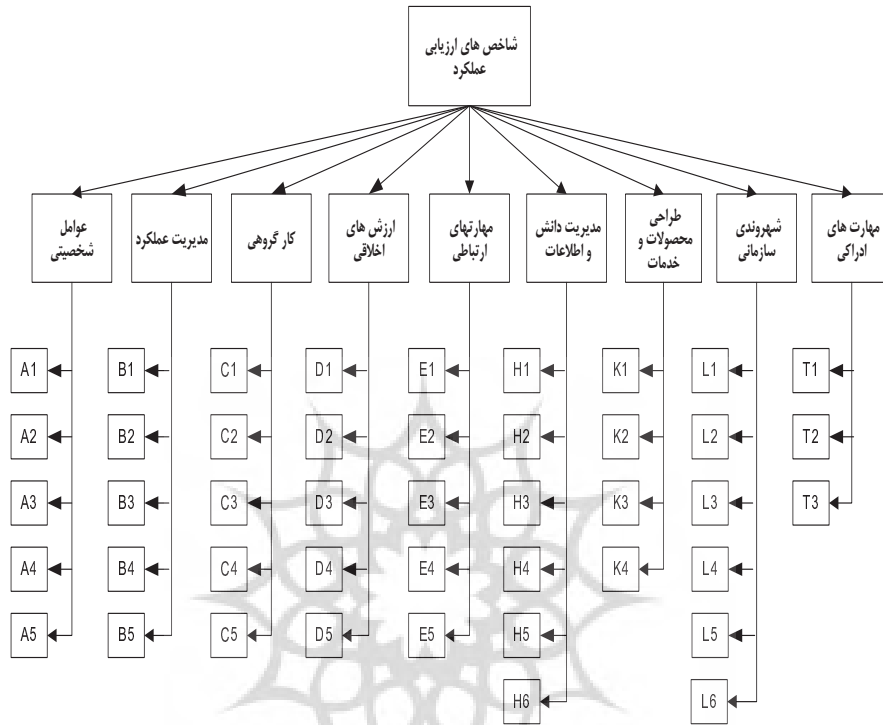 شاخص های ارزیابی
عملکرد
مهارت های
ادراکی
شهروندی
سازمانی
طراحی
محصولات و
خدمات
مدیریت دانش
و اطلاعات
مهارتهای
ارتباطی
ارزش های
اخلاقی
کار گروهی
مدیریت عملکرد
عوامل
شخصیتی
A1
A2
A3
A4
A5
B1
B2
B3
B4
B5
C1
C2
C3
C4
C5
D1
D2
D3
D4
D5
E1
E2
E3
E4
E5
H1
H2
H3
H4
H5
H6
K1
K2
K3
K4
L1
L2
L3
L4
L5
L6
T1
T2
T3